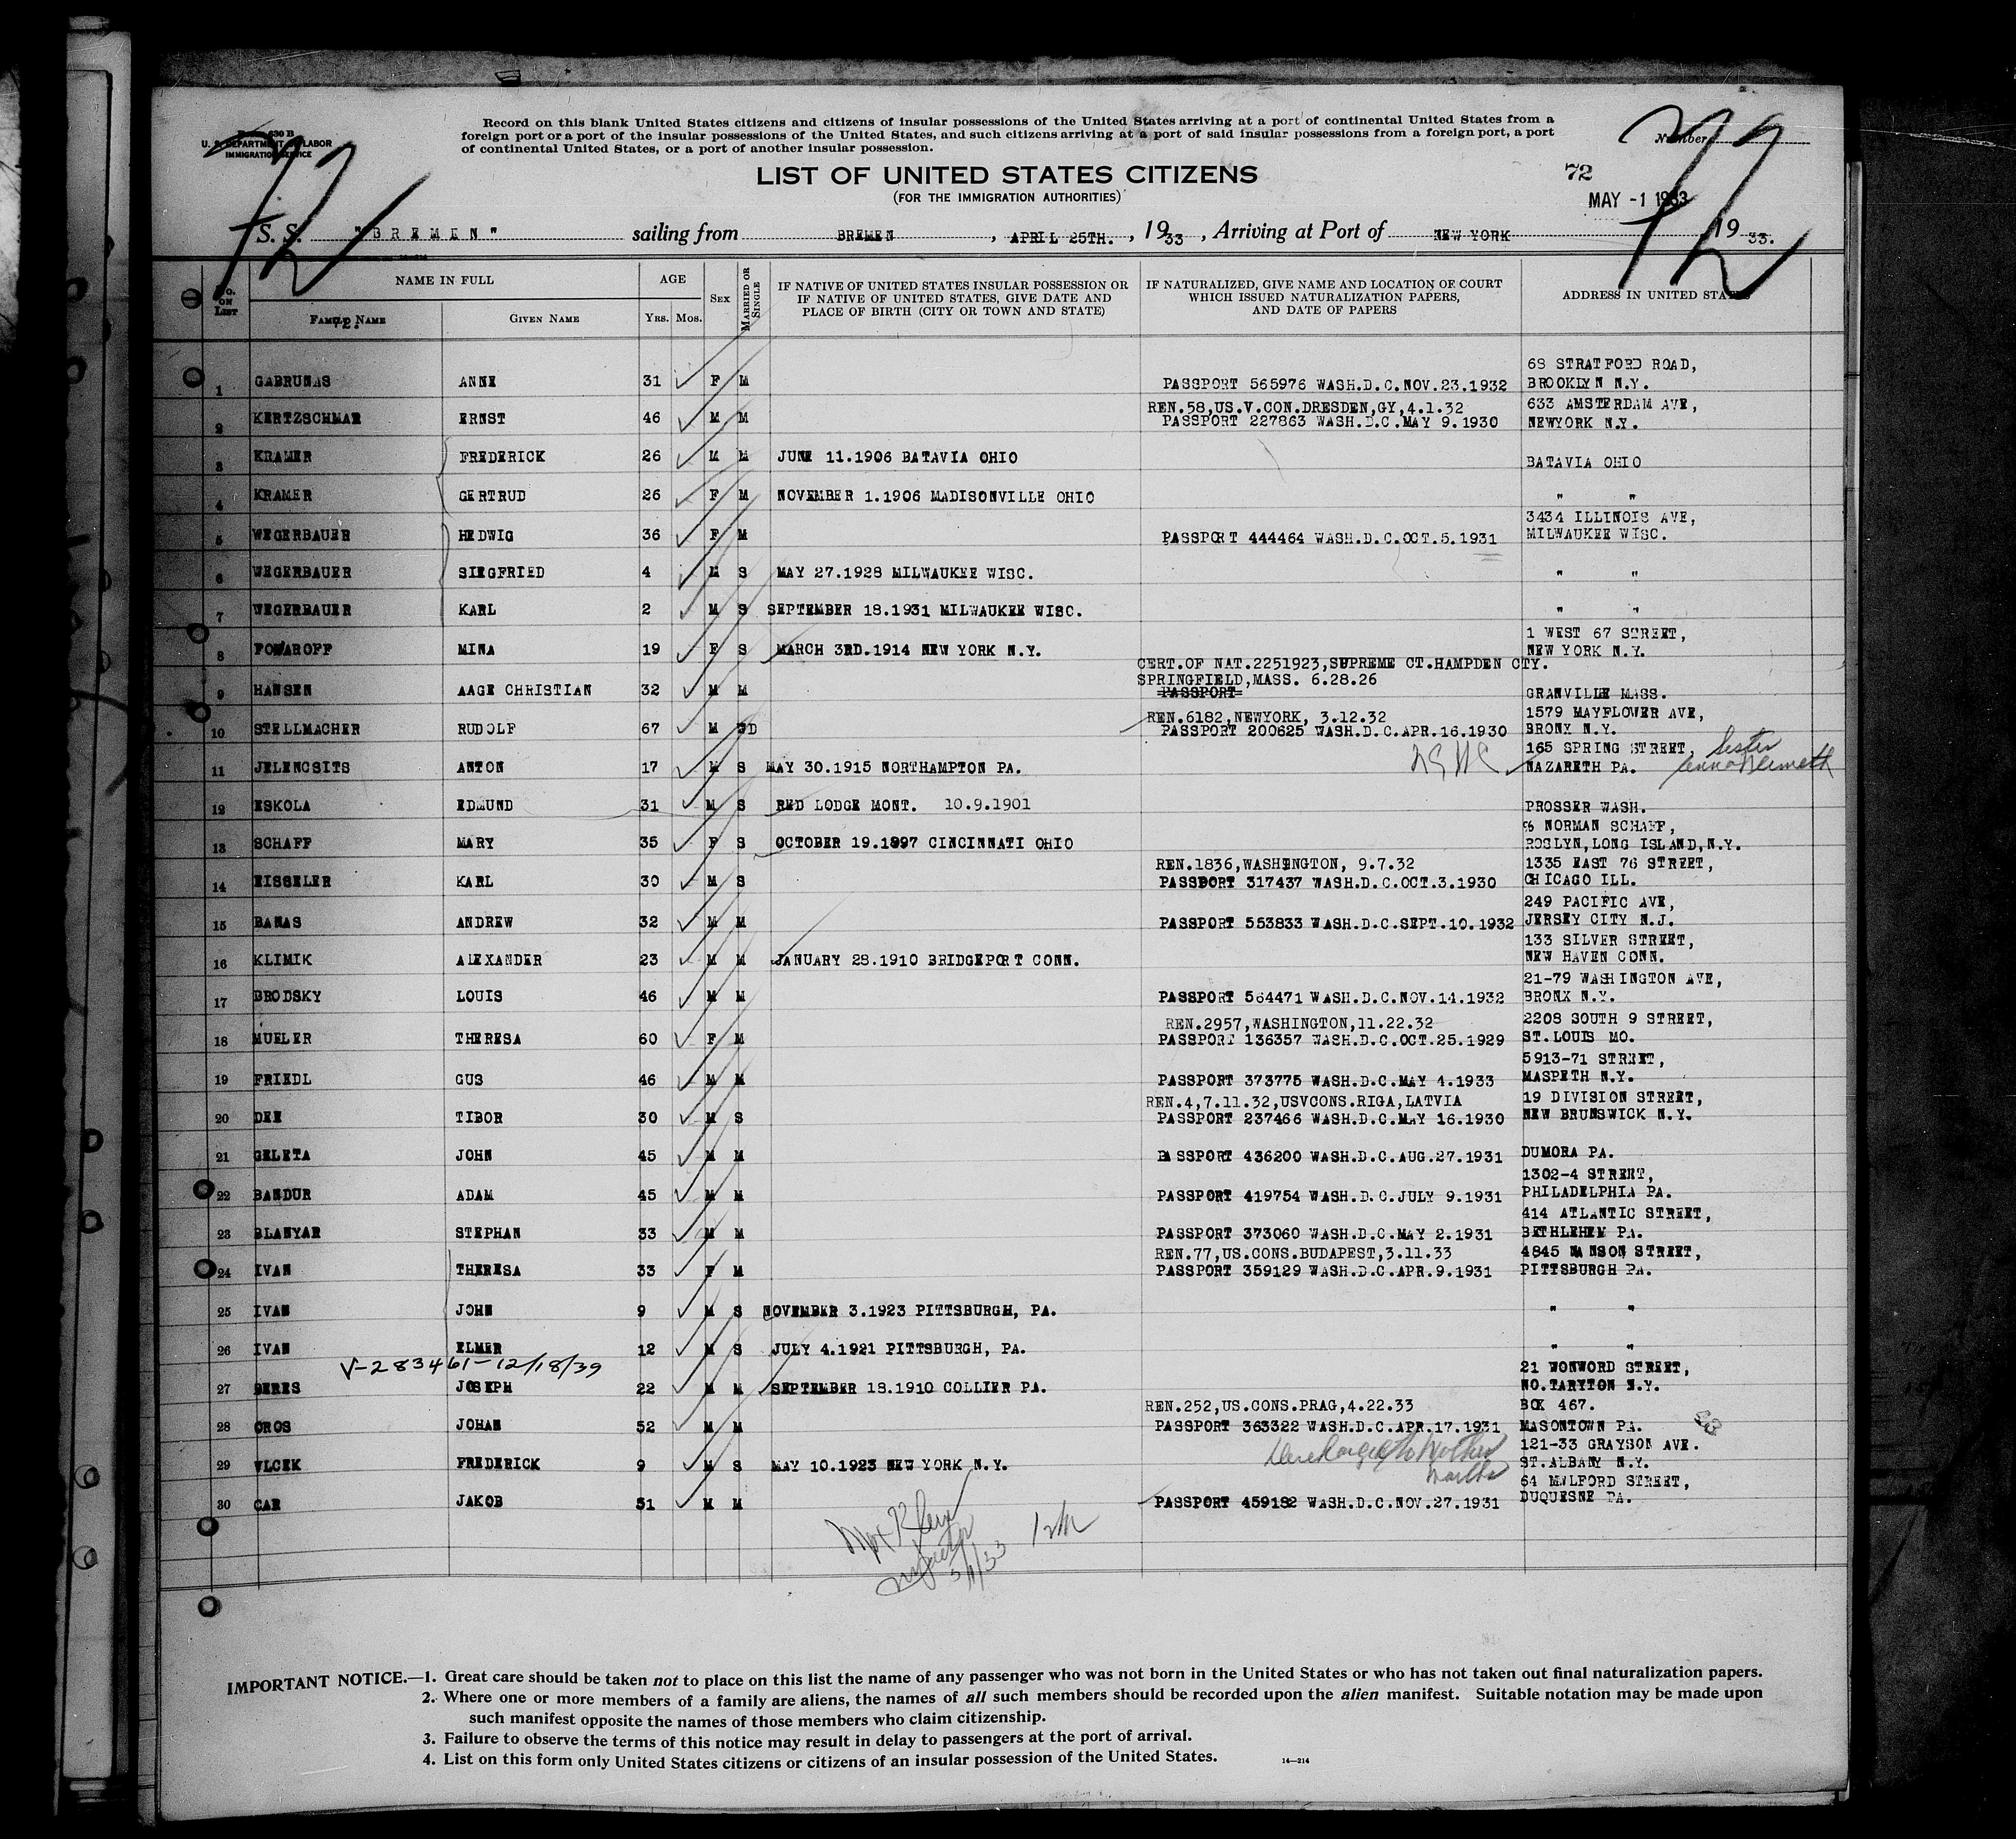 Record on this blank United States citizens and citizens of insular possessions of the United States arriving at a port of continental United States from a
foreign port or a port of the insular possessions of the United States, and such citizens arriving at a port of said insular possessions from a foreign port, a port
of continental United States, or a port of another insular possession.
Form 630 B
U. S. DEPARTMENT OF LABOR
IMMIGRATION SERVICE
Number
72
72
LIST OF UNITED STATES CITIZENS
(FOR THE IMMIGRATION AUTHORITIES)
72
MAY -1 1933
S. S. "BREMEN" sailing from BREMEN, APRIL 25TH., 1933, Arriving at Port of NEW YORK 1933.
NO. ON LIST
NAME IN FULL
FAMILY NAME
72.
GIVEN NAME
AGE
YRS. MOS.
SEX
MARRIED OR SINGLE
IF NATIVE OF UNITED STATES INSULAR POSSESSION OR
IF NATIVE OF UNITED STATES, GIVE DATE AND
PLACE OF BIRTH (CITY OR TOWN AND STATE)
IF NATURALIZED, GIVE NAME AND LOCATION OF COURT
WHICH ISSUED NATURALIZATION PAPERS,
AND DATE OF PAPERS
ADDRESS IN UNITED STATES
68 STRATFORD ROAD,
1 GABRUNAS ANNE 31 F M PASSPORT 565976 WASH.D.C.NOV.23.1932 BROOKLYN N.Y.
REN.58,US.V.CON.DRESDEN,GY,4.1.32 633 AMSTERDAM AVE,
2 KERTZSCHMAR ERNST 46 M M PASSPORT 227863 WASH.D.C.MAY 9.1930 NEWYORK N.Y.
3 KRAMER FREDERICK 26 M M JUNE 11.1906 BATAVIA OHIO BATAVIA OHIO
4 KRAMER GERTRUD 26 F M NOVEMBER 1.1906 MADISONVILLE OHIO " "
3434 ILLINOIS AVE,
5 WEGERBAUER HEDWIG 36 F M PASSPORT 444464 WASH.D.C.OCT.5.1931 MILWAUKEE WISC.
6 WEGERBAUER SIEGFRIED 4 M S MAY 27.1928 MILWAUKEE WISC. " "
7 WEGERBAUER KARL 2 M S SEPTEMBER 18.1931 MILWAUKEE WISC. " "
1 WEST 67 STREET,
8 FOWAROFF MINA 19 F S MARCH 3RD.1914 NEW YORK N.Y. NEW YORK N.Y.
CERT.OF NAT.2251923,SUPREME CT.HAMPDEN CTY.
SPRINGFIELD,MASS. 6.28.26
9 HANSEN AAGE CHRISTIAN 32 M M PASSPORT GRANVILLE MASS.
REN.6182,NEWYORK, 3.12.32 1579 MAYFLOWER AVE,
10 STELLMACHER RUDOLF 67 M D PASSPORT 200625 WASH.D.C.APR.16.1930 BRONX N.Y.
165 SPRING STREET, Sister
11 JELENCSITS ANTON 17 M S MAY 30.1915 NORTHAMPTON PA. NAZARETH PA.
12 ESKOLA EDMUND 31 M S RED LODGE MONT. 10.9.1901 PROSSER WASH.
% NORMAN SCHAFF,
13 SCHAFF MARY 35 F S OCTOBER 19.1897 CINCINNATI OHIO ROSLYN,LONG ISLAND,N.Y.
REN.1836,WASHINGTON, 9.7.32 1335 EAST 76 STREET,
14 EISSELER KARL 30 M S PASSPORT 317437 WASH.D.C.OCT.3.1930 CHICAGO ILL.
249 PACIFIC AVE,
15 BANAS ANDREW 32 M M PASSPORT 553833 WASH.D.C.SEPT.10.1932 JERSEY CITY N.J.
133 SILVER STREET,
16 KLIMIK ALEXANDER 23 M M JANUARY 28.1910 BRIDGEPORT CONN. NEW HAVEN CONN.
21-79 WASHINGTON AVE,
17 BRODSKY LOUIS 46 M M PASSPORT 564471 WASH.D.C.NOV.14.1932 BRONX N.Y.
REN.2957,WASHINGTON,11.22.32 2208 SOUTH 9 STREET,
18 MUELER THERESA 60 F M PASSPORT 136357 WASH.D.C.OCT.25.1929 ST.LOUIS MO.
5913-71 STREET,
19 FRIEDL GUS 46 M M PASSPORT 373775 WASH.D.C.MAY 4.1933 MASPETH N.Y.
REN.4,7.11.32,USVCONS.RIGA,LATVIA 19 DIVISION STREET,
20 DEE TIBOR 30 M S PASSPORT 237466 WASH.D.C.MAY 16.1930 NEW BRUNSWICK N.Y.
21 GELETA JOHN 45 M M PASSPORT 436200 WASH.D.C.AUG.27.1931 DUMORA PA.
1302-4 STREET,
22 BANDUR ADAM 45 M M PASSPORT 419754 WASH.D.C.JULY 9.1931 PHILADELPHIA PA.
414 ATLANTIC STREET,
23 BLANYAR STEPHAN 33 M M PASSPORT 373060 WASH.D.C.MAY 2.1931 BETHLEHEM PA.
REN.77,US.CONS.BUDAPEST,3.11.33 4845 STREET,
24 IVAN THERESA 33 F M PASSPORT 359129 WASH.D.C.APR.9.1931 PITTSBURGH PA.
25 IVAN JOHN 9 M S NOVEMBER 3.1923 PITTSBURGH, PA. " "
26 IVAN ELMER 12 M S JULY 4.1921 PITTSBURGH, PA. " "
V-283461-12/18/39 21 WONWORD STREET,
27 BERES JOSEPH 22 M M SEPTEMBER 18.1910 COLLIER PA. NO.TARYTON N.Y.
REN.252,US.CONS.PRAG,4.22.33 BOX 467.
28 OROS JOHAN 52 M M PASSPORT 363322 WASH.D.C.APR.17.1931 MASONTOWN PA.
121-33 GRAYSON AVE.
29 VLCEK FREDERICK 9 M S MAY 10.1923 NEW YORK N.Y. ST.ALBANY N.Y.
64 MILFORD STREET,
30 CAR JAKOB 51 M M PASSPORT 459182 WASH.D.C.NOV.27.1931 DUQUESNE PA.
5/1/33
IMPORTANT NOTICE.—1. Great care should be taken not to place on this list the name of any passenger who was not born in the United States or who has not taken out final naturalization papers.
2. Where one or more members of a family are aliens, the names of all such members should be recorded upon the alien manifest. Suitable notation may be made upon
such manifest opposite the names of those members who claim citizenship.
3. Failure to observe the terms of this notice may result in delay to passengers at the port of arrival.
4. List on this form only United States citizens or citizens of an insular possession of the United States.
14—214